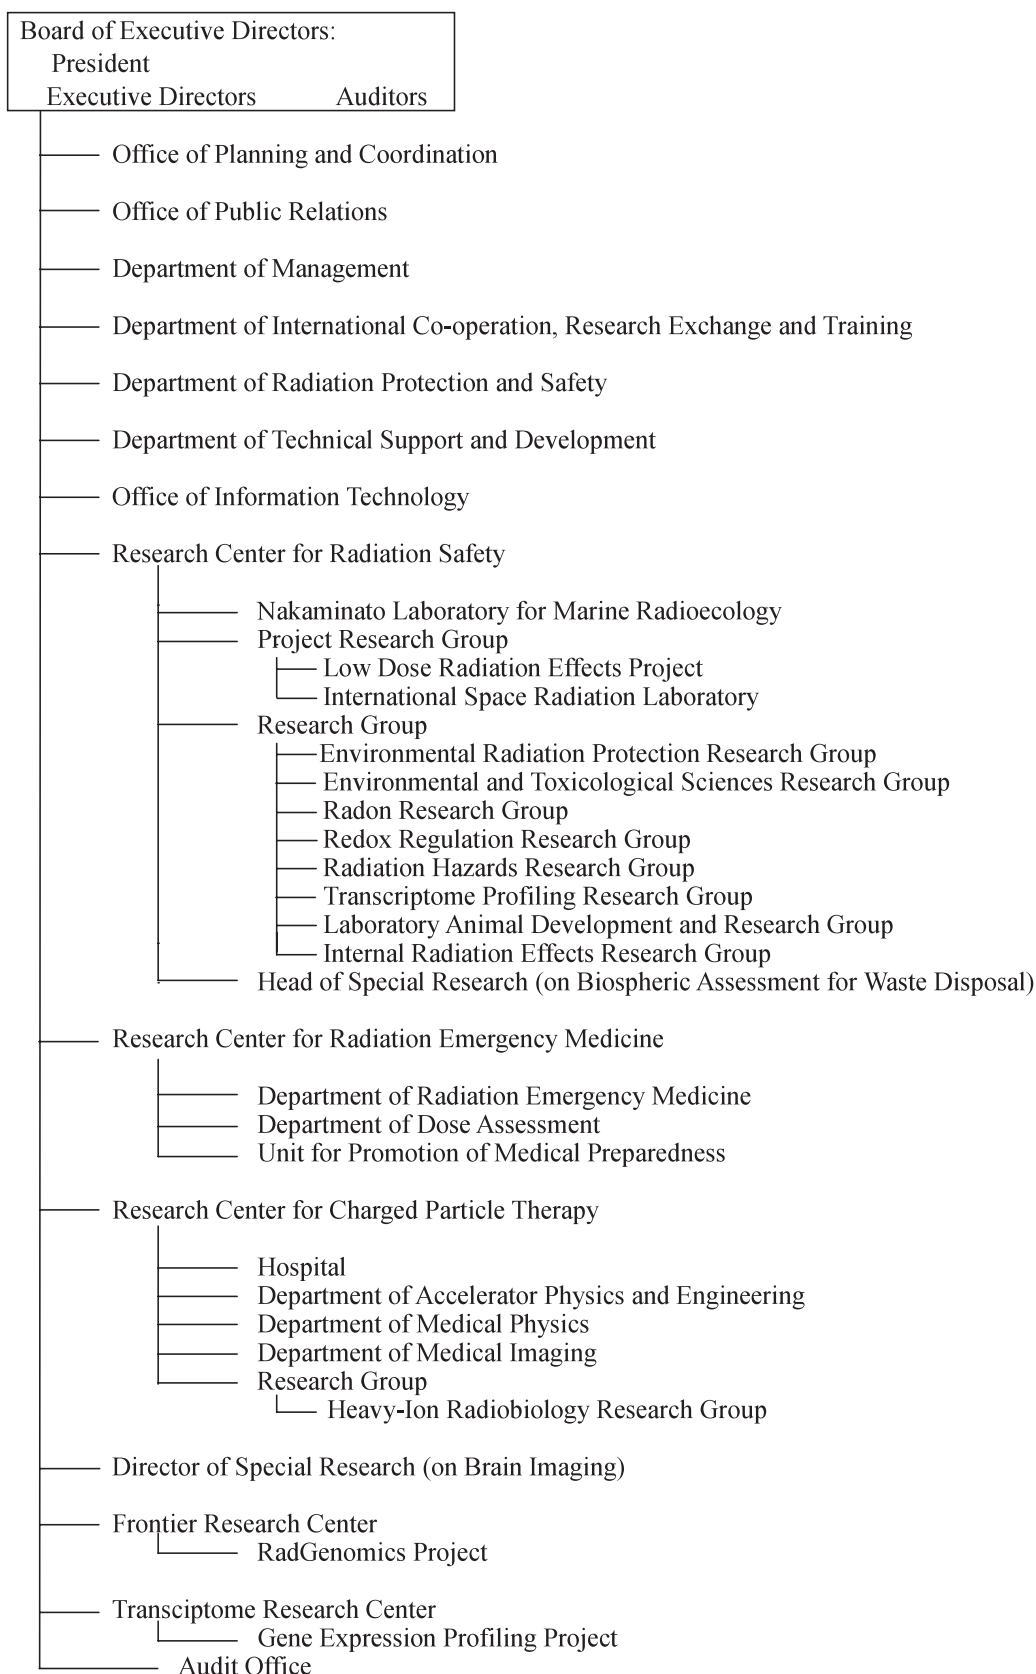 Board of Executive Directors:
President
Executive Directors Auditors
Office of Planning and Coordination
Office of Public Relations
Department of Management
Department of International Co-operation, Research Exchange and Training
Department of Radiation Protection and Safety
Department of Technical Support and Development
Office of Information Technology
Research Center for Radiation Safety
Nakaminato Laboratory for Marine Radioecology
Project Research Group
Low Dose Radiation Effects Project
International Space Radiation Laboratory
Research Group
Environmental Radiation Protection Research Group
Environmental and Toxicological Sciences Research Group
Radon Research Group
Redox Regulation Research Group
Radiation Hazards Research Group
Transcriptome Profiling Research Group
Laboratory Animal Development and Research Group
Internal Radiation Effects Research Group
Head of Special Research (on Biospheric Assessment for Waste Disposal)
Research Center for Radiation Emergency Medicine
Department of Radiation Emergency Medicine
Department of Dose Assessment
Unit for Promotion of Medical Preparedness
Research Center for Charged Particle Therapy
Hospital
Department of Accelerator Physics and Engineering
Department of Medical Physics
Department of Medical Imaging
Research Group
Heavy-Ion Radiobiology Research Group
Director of Special Research (on Brain Imaging)
Frontier Research Center
RadGenomics Project
Transciptome Research Center
Gene Expression Profiling Project
Audit Office